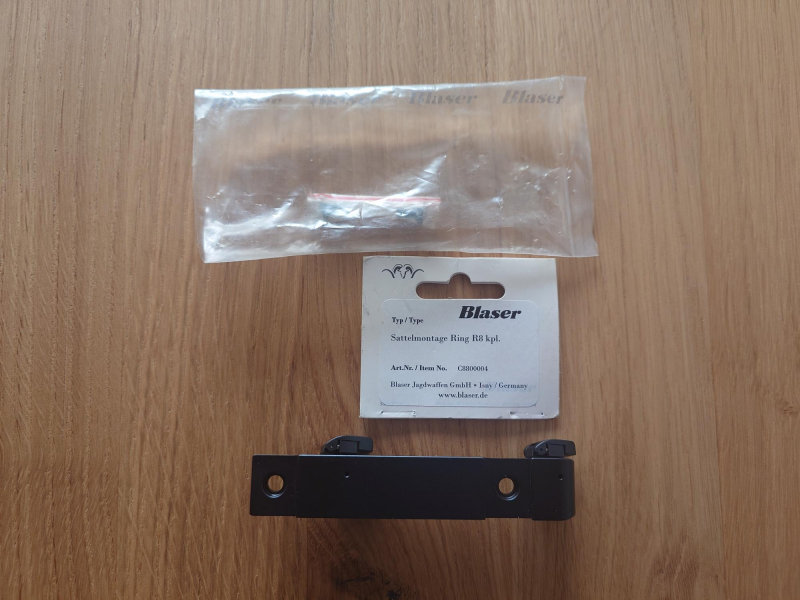 Blaser Blaser Blaser
Blaser
Typ / Type
Sattelmontage Ring R8 kpl.
Art.Nr. / Item No. C8800004
Blaser Jagdwaffen GmbH • Isny / Germany
www.blaser.de